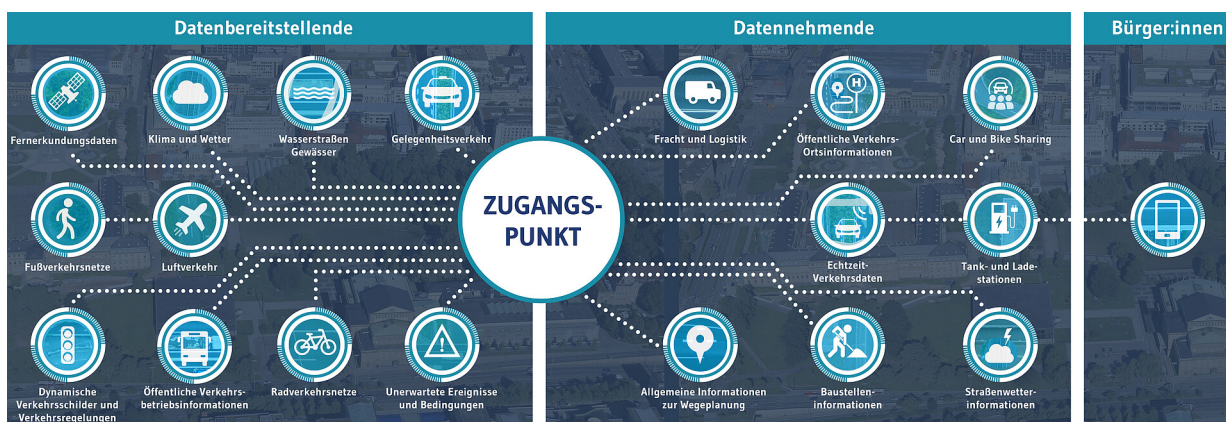 Datenbereitstellende
Datennehmende
Bürger:innen
Fernerkundungsdaten
Klima und Wetter
Wasserstraßen
Gewässer
Gelegenheitsverkehr
Fracht und Logistik
Öffentliche Verkehrs-
Ortsinformationen
Car und Bike Sharing
H
ZUGANGS-
PUNKT
Fußverkehrsnetze
Luftverkehr
Echtzeit-
Verkehrsdaten
Tank- und Lade-
stationen
Dynamische
Verkehrsschilder und
Verkehrsregelungen
Öffentliche Verkehrs-
betriebsinformationen
Radverkehrsnetze
Unerwartete Ereignisse
und Bedingungen
Allgemeine Informationen
zur Wegeplanung
Baustellen-
informationen
Straßenwetter-
informationen